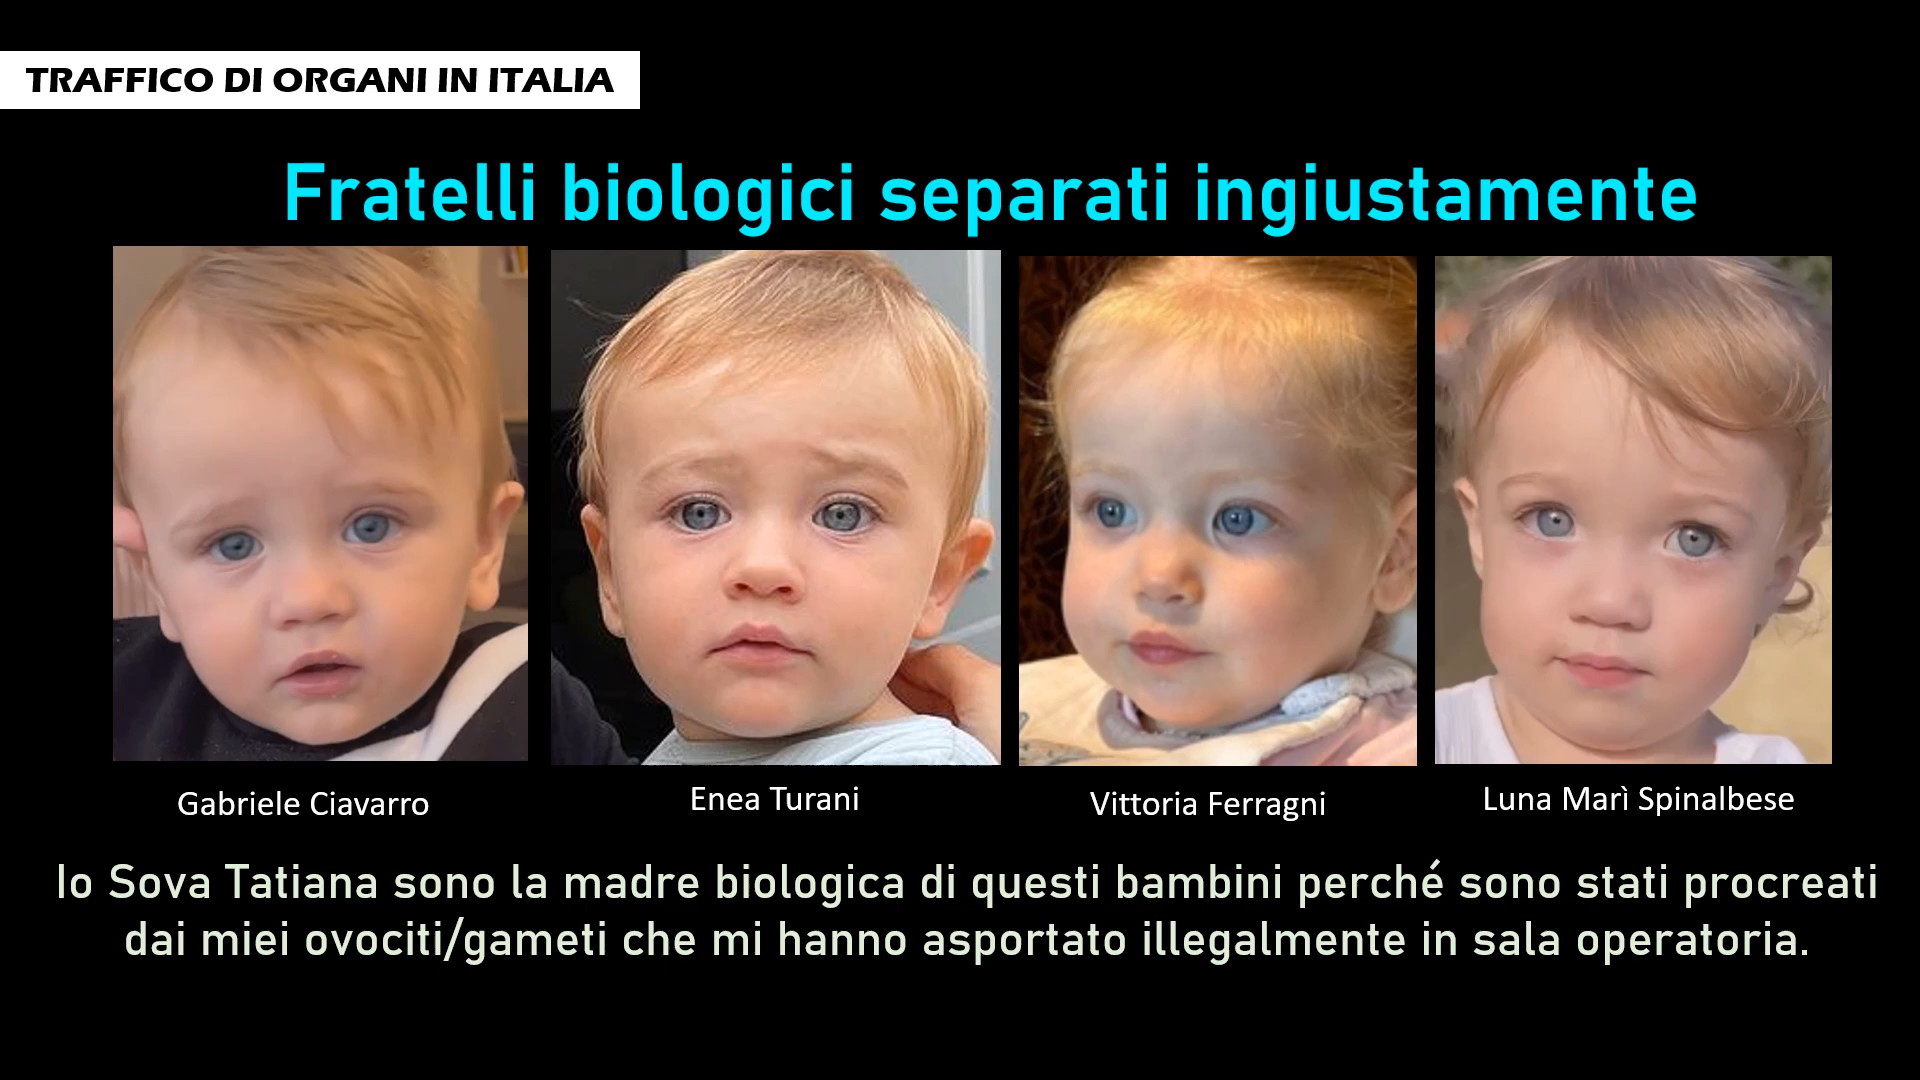 TRAFFICO DI ORGANI IN ITALIA
Fratelli biologici separati ingiustamente
Gabriele Ciavarro
Enea Turani
Vittoria Ferragni
Luna Marì Spinalbese
Io Sova Tatiana sono la madre biologica di questi bambini perché sono stati procreati
dai miei ovociti/gameti che mi hanno asportato illegalmente in sala operatoria.